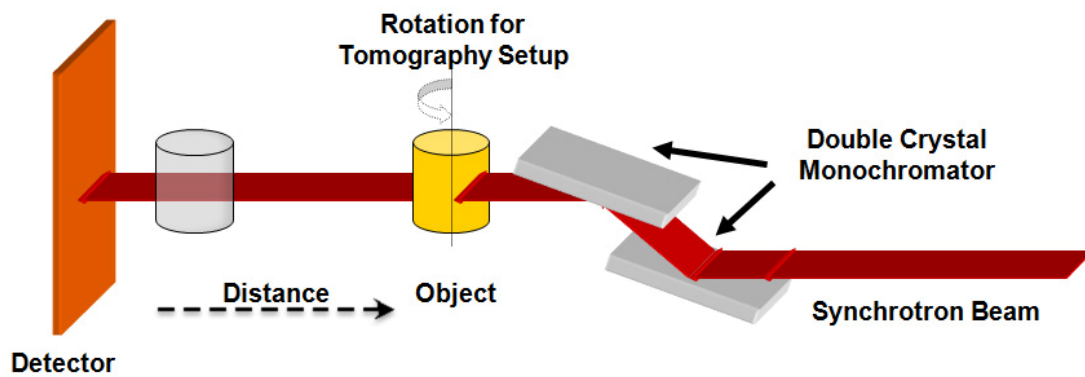 Rotation for
Tomography Setup
Double Crystal
Monochromator
Distance
Object
Synchrotron Beam
Detector